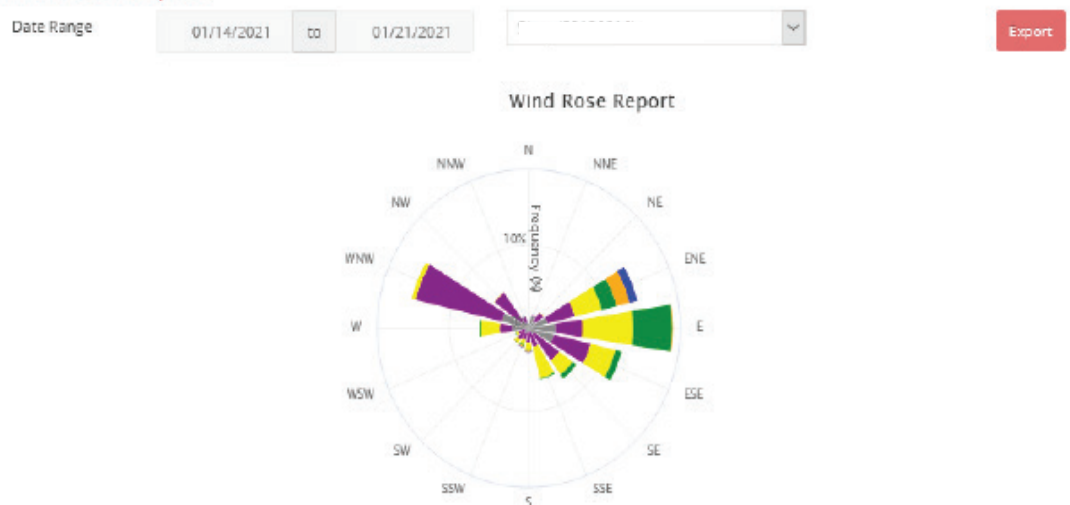 Date Range 01/14/2021 to 01/21/2021 Export
Wind Rose Report
N
NNW NNE
NW NE
Frequency (%)
10%
WNW ENE
W E
WSW ESE
SW SE
SSW SSE
S